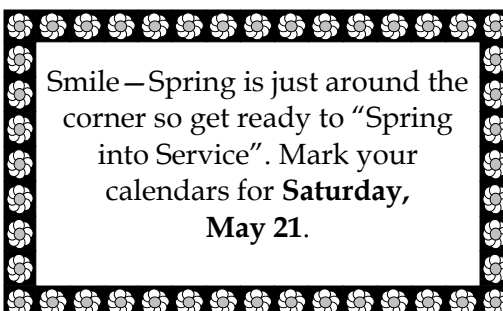 Smile—Spring is just around the
corner so get ready to “Spring
into Service”. Mark your
calendars for Saturday,
May 21.